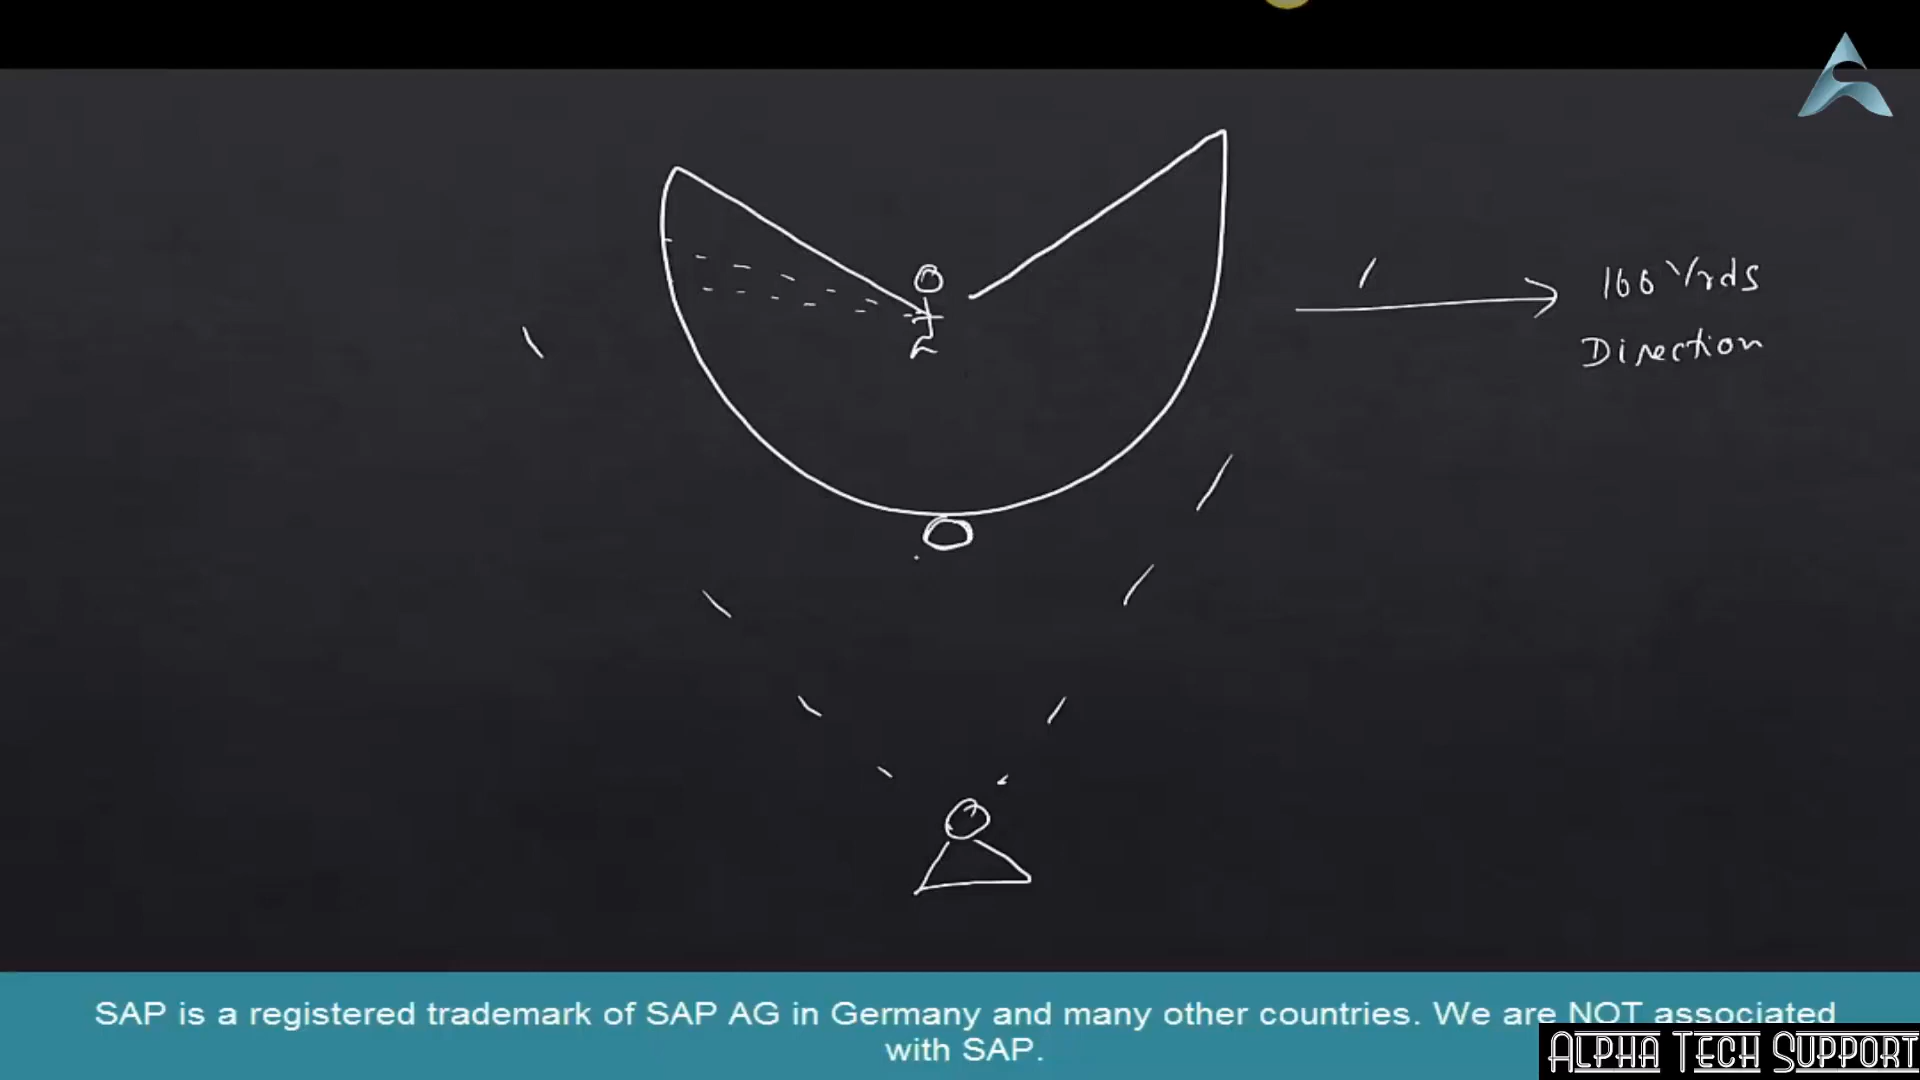 100 Yrds
Direction
SAP is a registered trademark of SAP AG in Germany and many other countries. We are NOT associated
with SAP.
ALPHA TECH SUPPORT